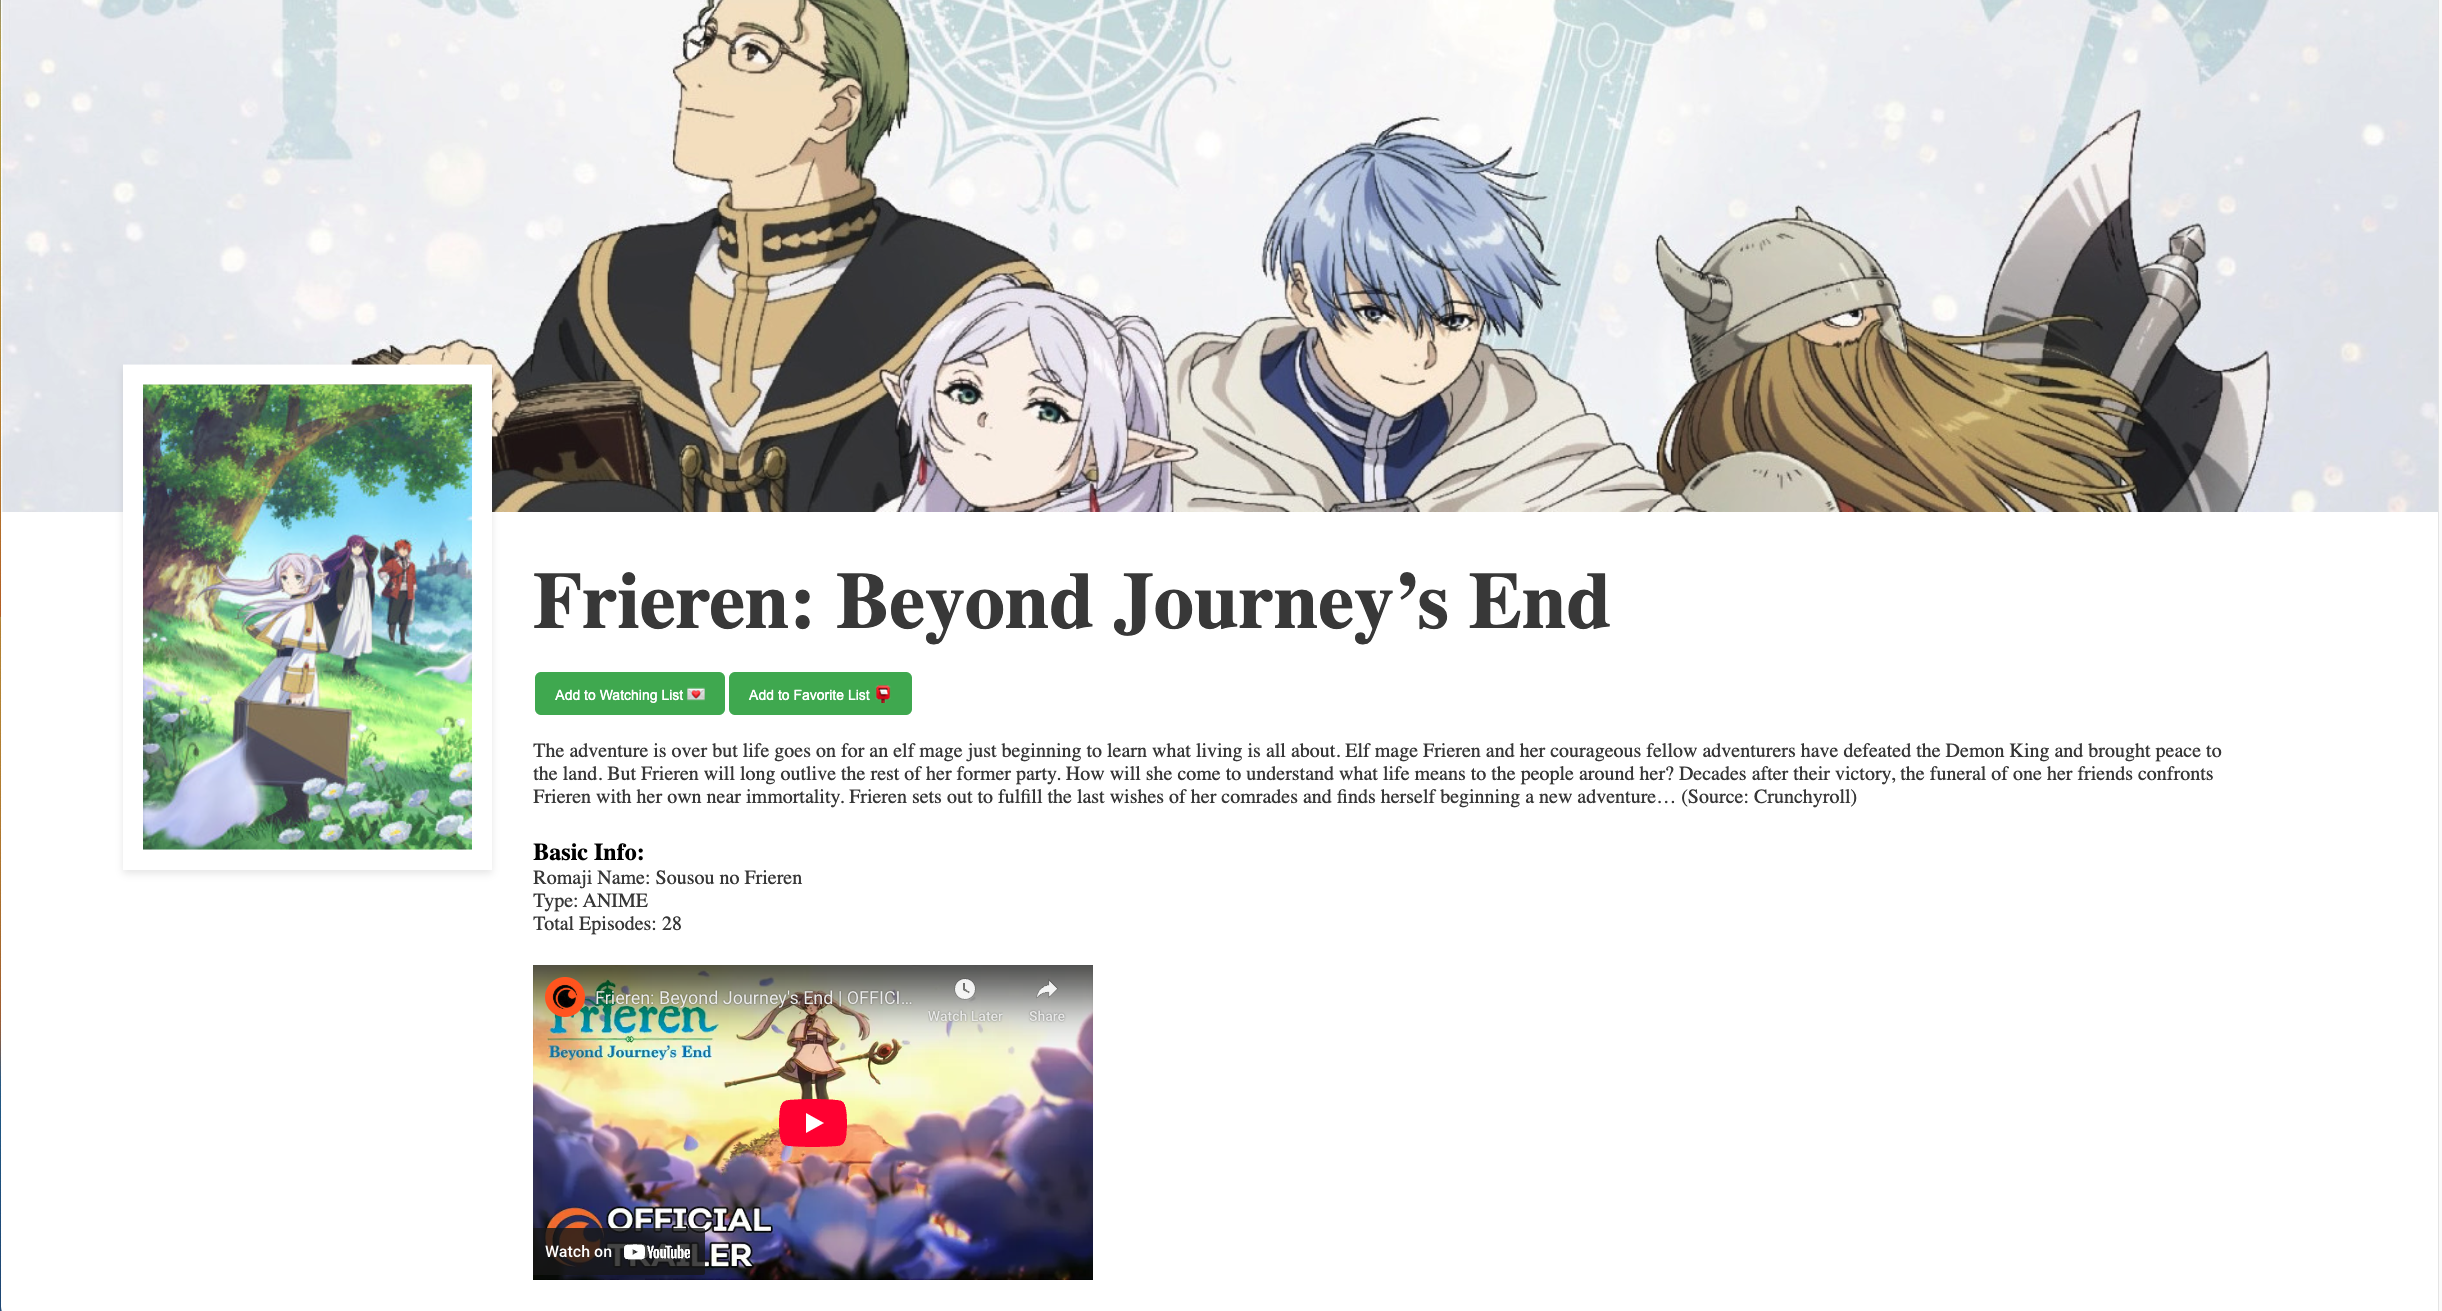 Frieren: Beyond Journey’s End
Add to Watching List 💌 Add to Favorite List 📮
The adventure is over but life goes on for an elf mage just beginning to learn what living is all about. Elf mage Frieren and her courageous fellow adventurers have defeated the Demon King and brought peace to
the land. But Frieren will long outlive the rest of her former party. How will she come to understand what life means to the people around her? Decades after their victory, the funeral of one her friends confronts
Frieren with her own near immortality. Frieren sets out to fulfill the last wishes of her comrades and finds herself beginning a new adventure… (Source: Crunchyroll)
Basic Info:
Romaji Name: Sousou no Frieren
Type: ANIME
Total Episodes: 28
Frieren: Beyond Journey's End | OFFICI...
Watch Later Share
Frieren
Beyond Journey's End
OFFICIAL
TRAILER
Watch on YouTube